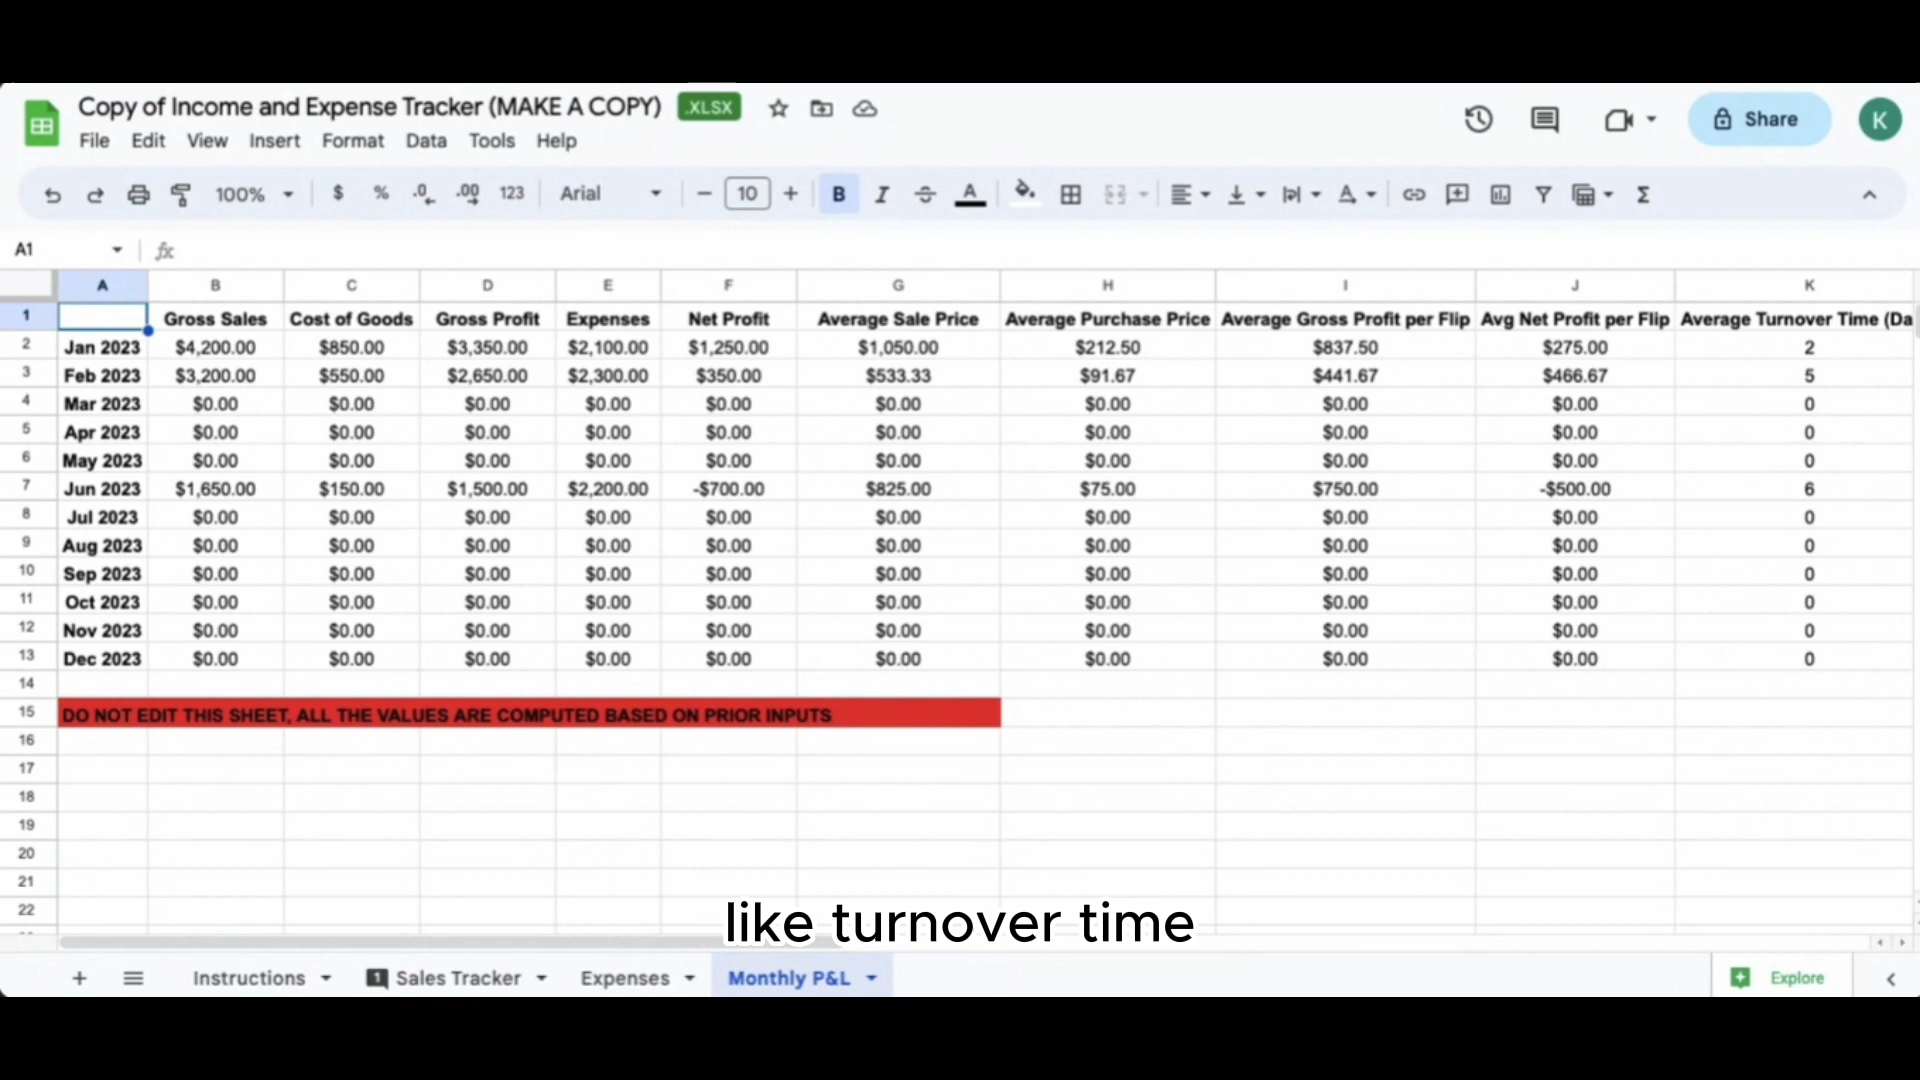 Copy of Income and Expense Tracker (MAKE A COPY) .XLSX
Share K
File Edit View Insert Format Data Tools Help
100% $ % .0 .00 123 Arial 10 B I A Σ
A1 fx
A B C D E F G H I J K
1 Gross Sales Cost of Goods Gross Profit Expenses Net Profit Average Sale Price Average Purchase Price Average Gross Profit per Flip Avg Net Profit per Flip Average Turnover Time (Da
2 Jan 2023 $4,200.00 $850.00 $3,350.00 $2,100.00 $1,250.00 $1,050.00 $212.50 $837.50 $275.00 2
3 Feb 2023 $3,200.00 $550.00 $2,650.00 $2,300.00 $350.00 $533.33 $91.67 $441.67 $466.67 5
4 Mar 2023 $0.00 $0.00 $0.00 $0.00 $0.00 $0.00 $0.00 $0.00 $0.00 0
5 Apr 2023 $0.00 $0.00 $0.00 $0.00 $0.00 $0.00 $0.00 $0.00 $0.00 0
6 May 2023 $0.00 $0.00 $0.00 $0.00 $0.00 $0.00 $0.00 $0.00 $0.00 0
7 Jun 2023 $1,650.00 $150.00 $1,500.00 $2,200.00 -$700.00 $825.00 $75.00 $750.00 -$500.00 6
8 Jul 2023 $0.00 $0.00 $0.00 $0.00 $0.00 $0.00 $0.00 $0.00 $0.00 0
9 Aug 2023 $0.00 $0.00 $0.00 $0.00 $0.00 $0.00 $0.00 $0.00 $0.00 0
10 Sep 2023 $0.00 $0.00 $0.00 $0.00 $0.00 $0.00 $0.00 $0.00 $0.00 0
11 Oct 2023 $0.00 $0.00 $0.00 $0.00 $0.00 $0.00 $0.00 $0.00 $0.00 0
12 Nov 2023 $0.00 $0.00 $0.00 $0.00 $0.00 $0.00 $0.00 $0.00 $0.00 0
13 Dec 2023 $0.00 $0.00 $0.00 $0.00 $0.00 $0.00 $0.00 $0.00 $0.00 0
14
15 DO NOT EDIT THIS SHEET, ALL THE VALUES ARE COMPUTED BASED ON PRIOR INPUTS
16
17
18
19
20
21
22
like turnover time
Instructions 1 Sales Tracker Expenses Monthly P&L Explore